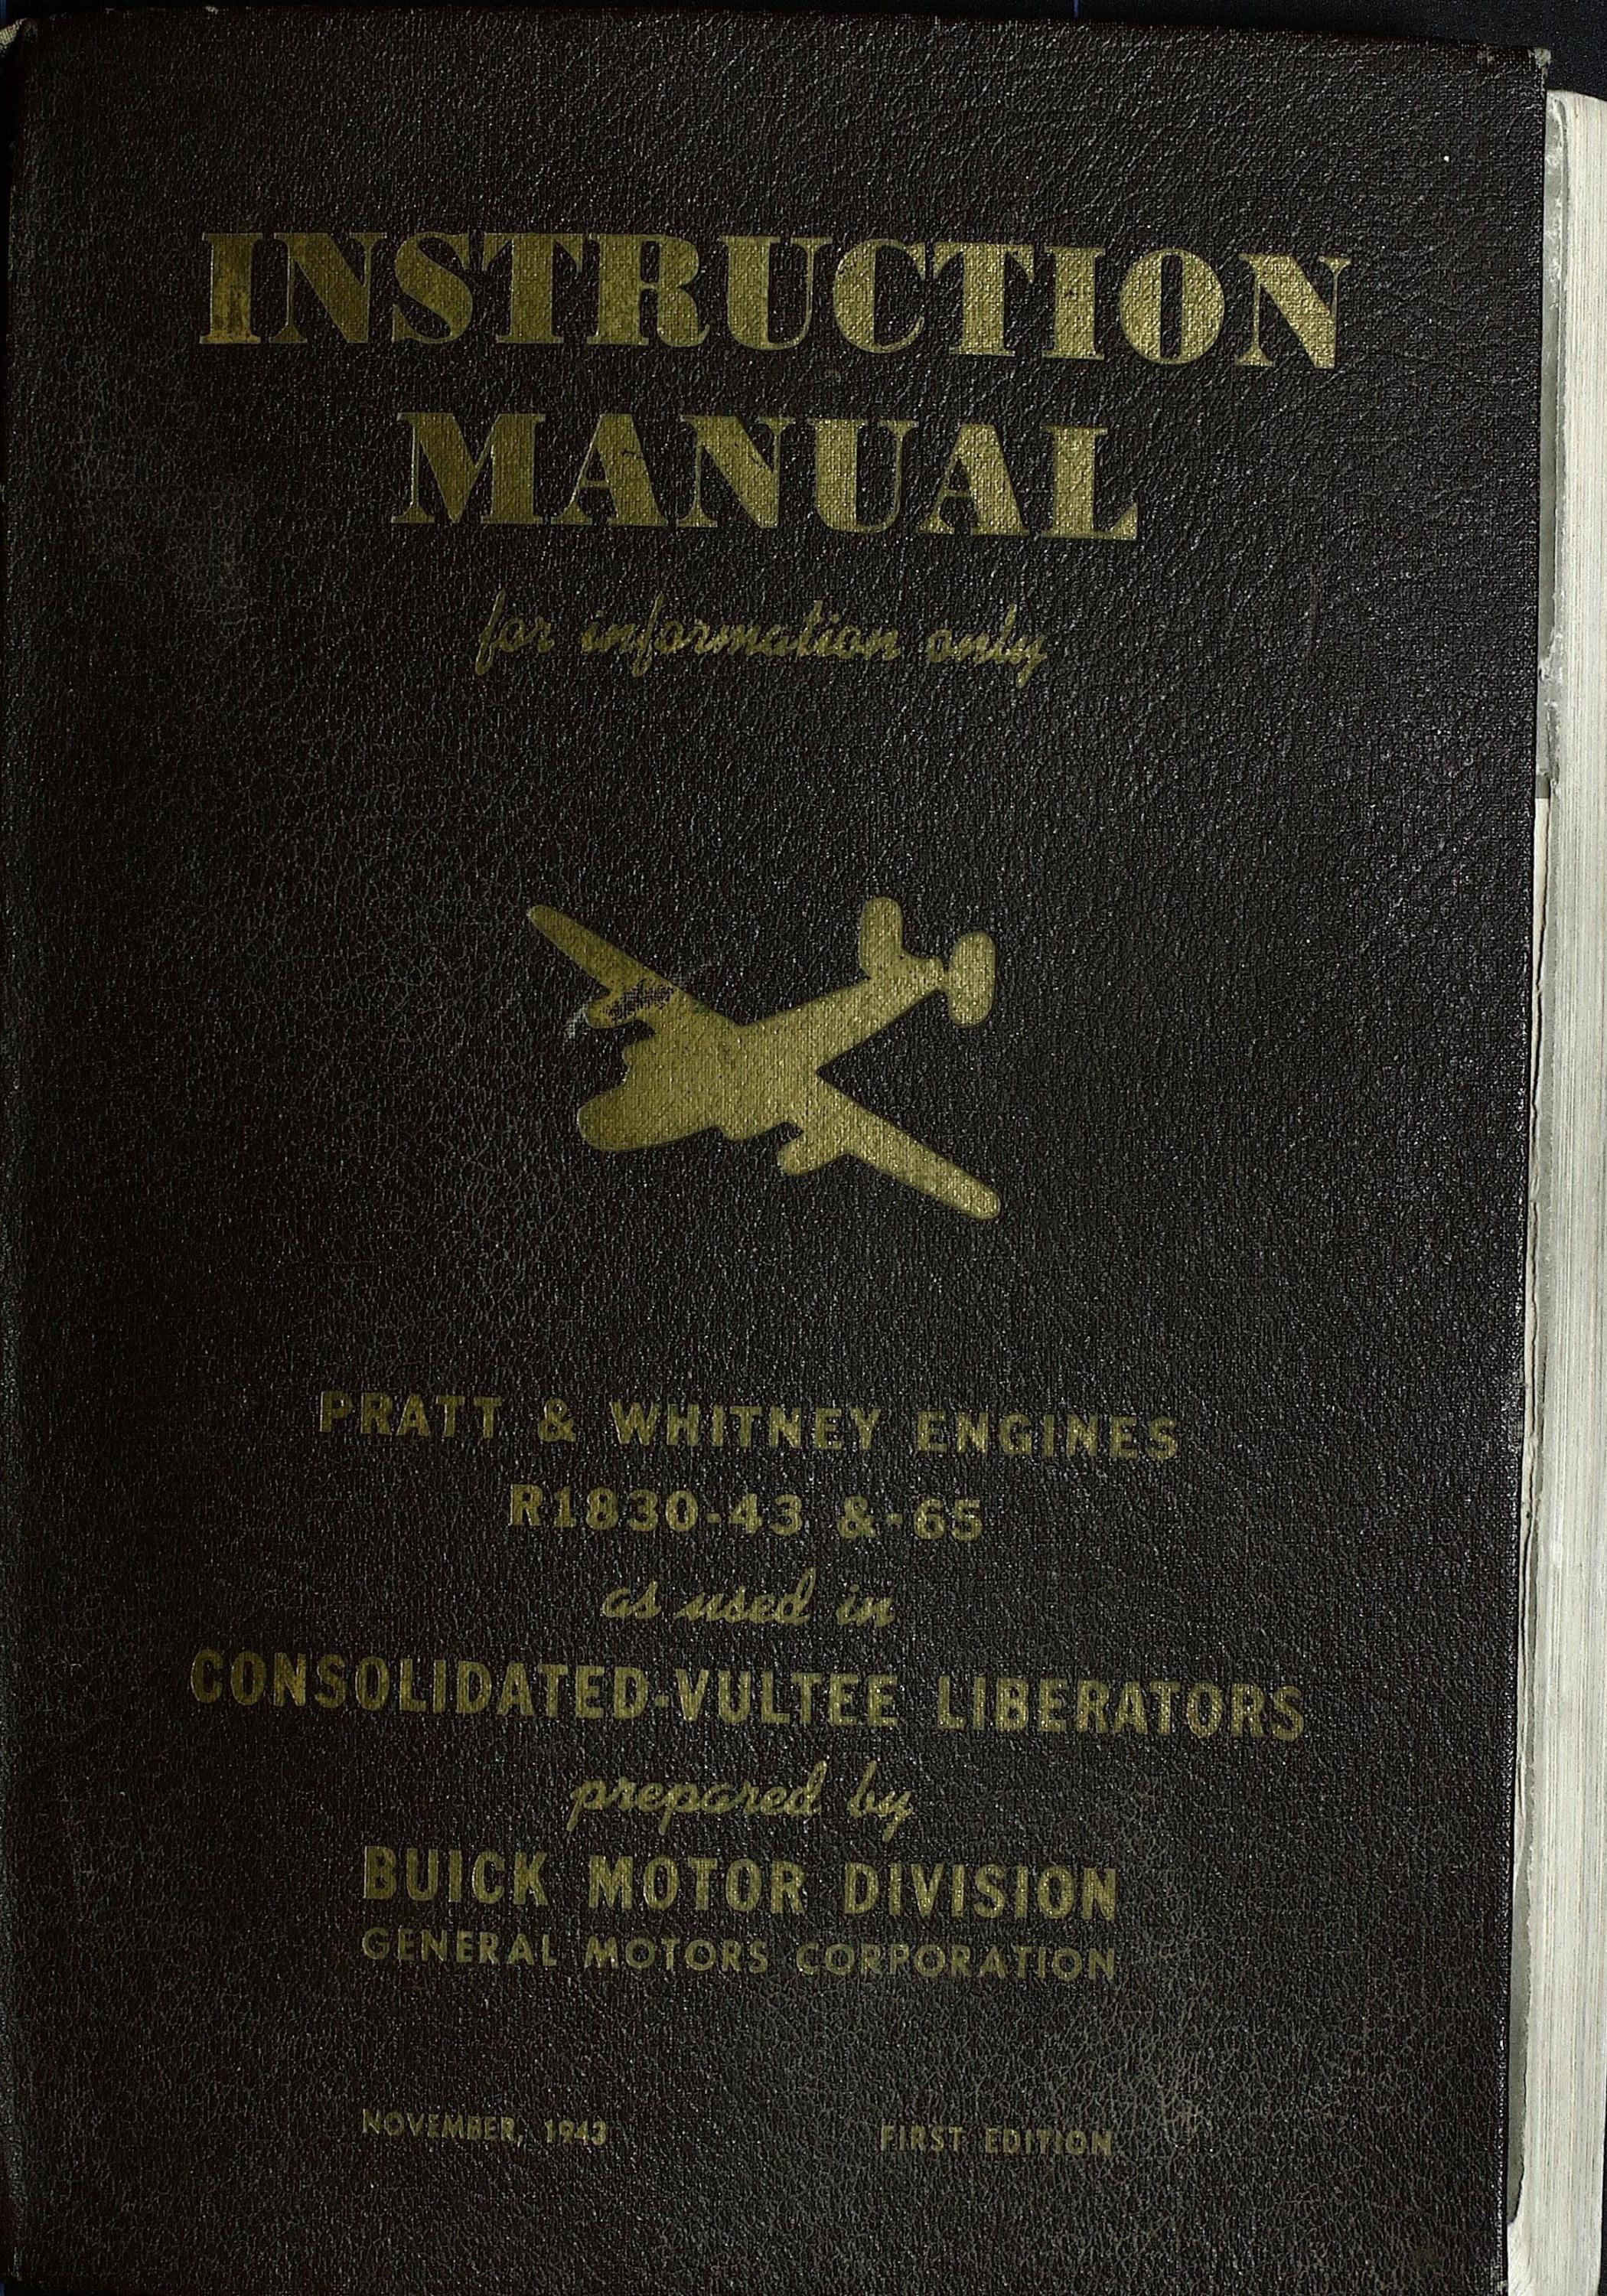 INSTRUCTION
MANUAL
for information only
PRATT & WHITNEY ENGINES
R1830-43 &-65
as used in
CONSOLIDATED-VULTEE LIBERATORS
prepared by
BUICK MOTOR DIVISION
GENERAL MOTORS CORPORATION
NOVEMBER, 1943 FIRST EDITION